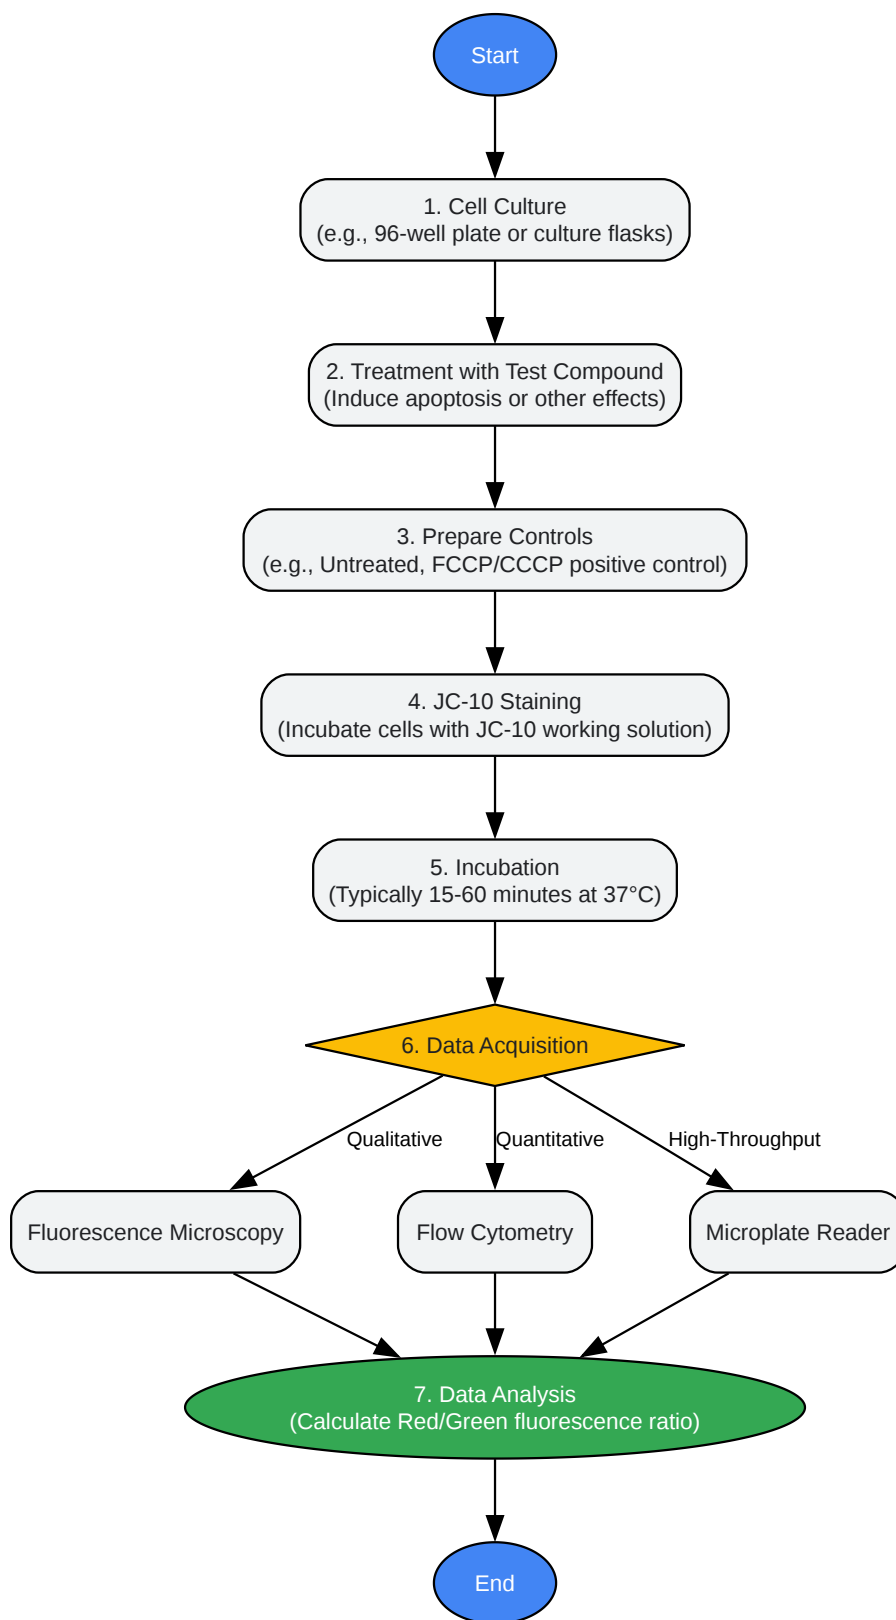 Start
1. Cell Culture
(e.g., 96-well plate or culture flasks)
2. Treatment with Test Compound
(Induce apoptosis or other effects)
3. Prepare Controls
(e.g., Untreated, FCCP/CCCP positive control)
4. JC-10 Staining
(Incubate cells with JC-10 working solution)
5. Incubation
(Typically 15-60 minutes at 37°C)
6. Data Acquisition
Qualitative
Quantitative
High-Throughput
Fluorescence Microscopy
Flow Cytometry
Microplate Reader
7. Data Analysis
(Calculate Red/Green fluorescence ratio)
End